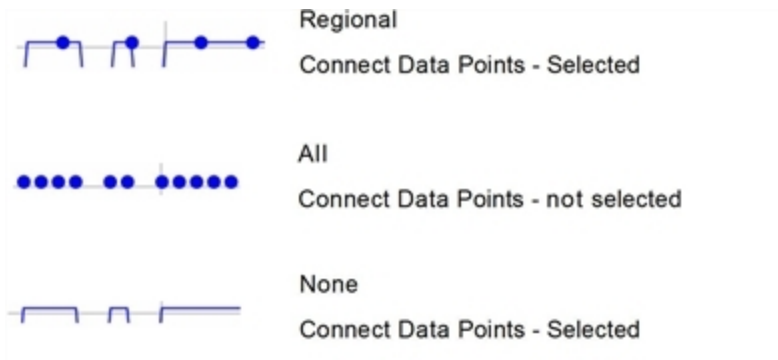 Regional
Connect Data Points - Selected
All
Connect Data Points - not selected
None
Connect Data Points - Selected